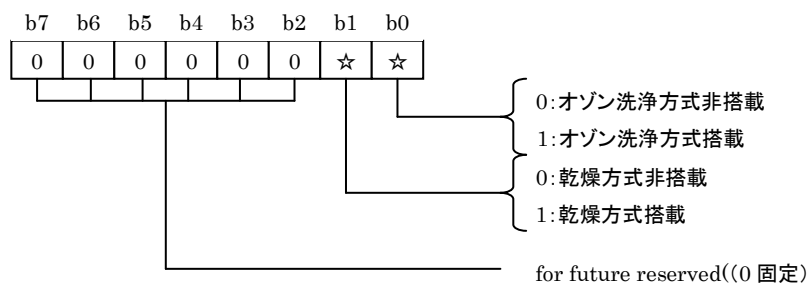 b7 b6 b5 b4 b3 b2 b1 b0
0 0 0 0 0 0 ☆ ☆
0:オゾン洗浄方式非搭載
1:オゾン洗浄方式搭載
0:乾燥方式非搭載
1:乾燥方式搭載
for future reserved((0 固定)